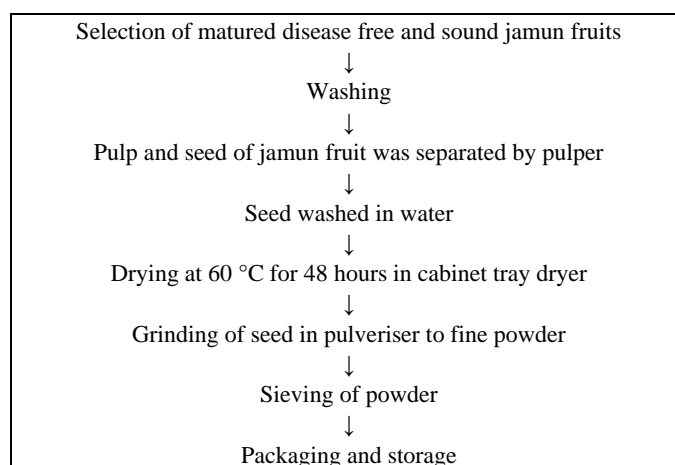 Selection of matured disease free and sound jamun fruits
↓
Washing
↓
Pulp and seed of jamun fruit was separated by pulper
↓
Seed washed in water
↓
Drying at 60 °C for 48 hours in cabinet tray dryer
↓
Grinding of seed in pulveriser to fine powder
↓
Sieving of powder
↓
Packaging and storage